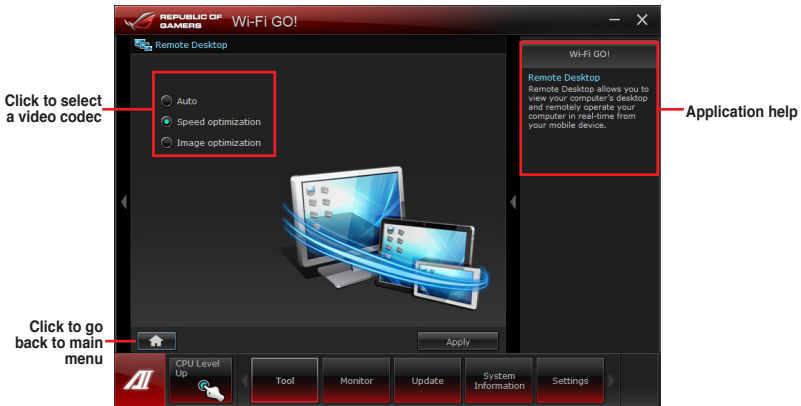 REPUBLIC OF
GAMERS
Wi-Fi GO!
Remote Desktop
Wi-Fi GO!
Remote Desktop
Remote Desktop allows you to
view your computer's desktop
and remotely operate your
computer in real-time from
your mobile device.
Click to select
a video codec
Auto
Speed optimization
Image optimization
Application help
Click to go
back to main
menu
Apply
CPU Level
Up
Tool
Monitor
Update
System
Information
Settings